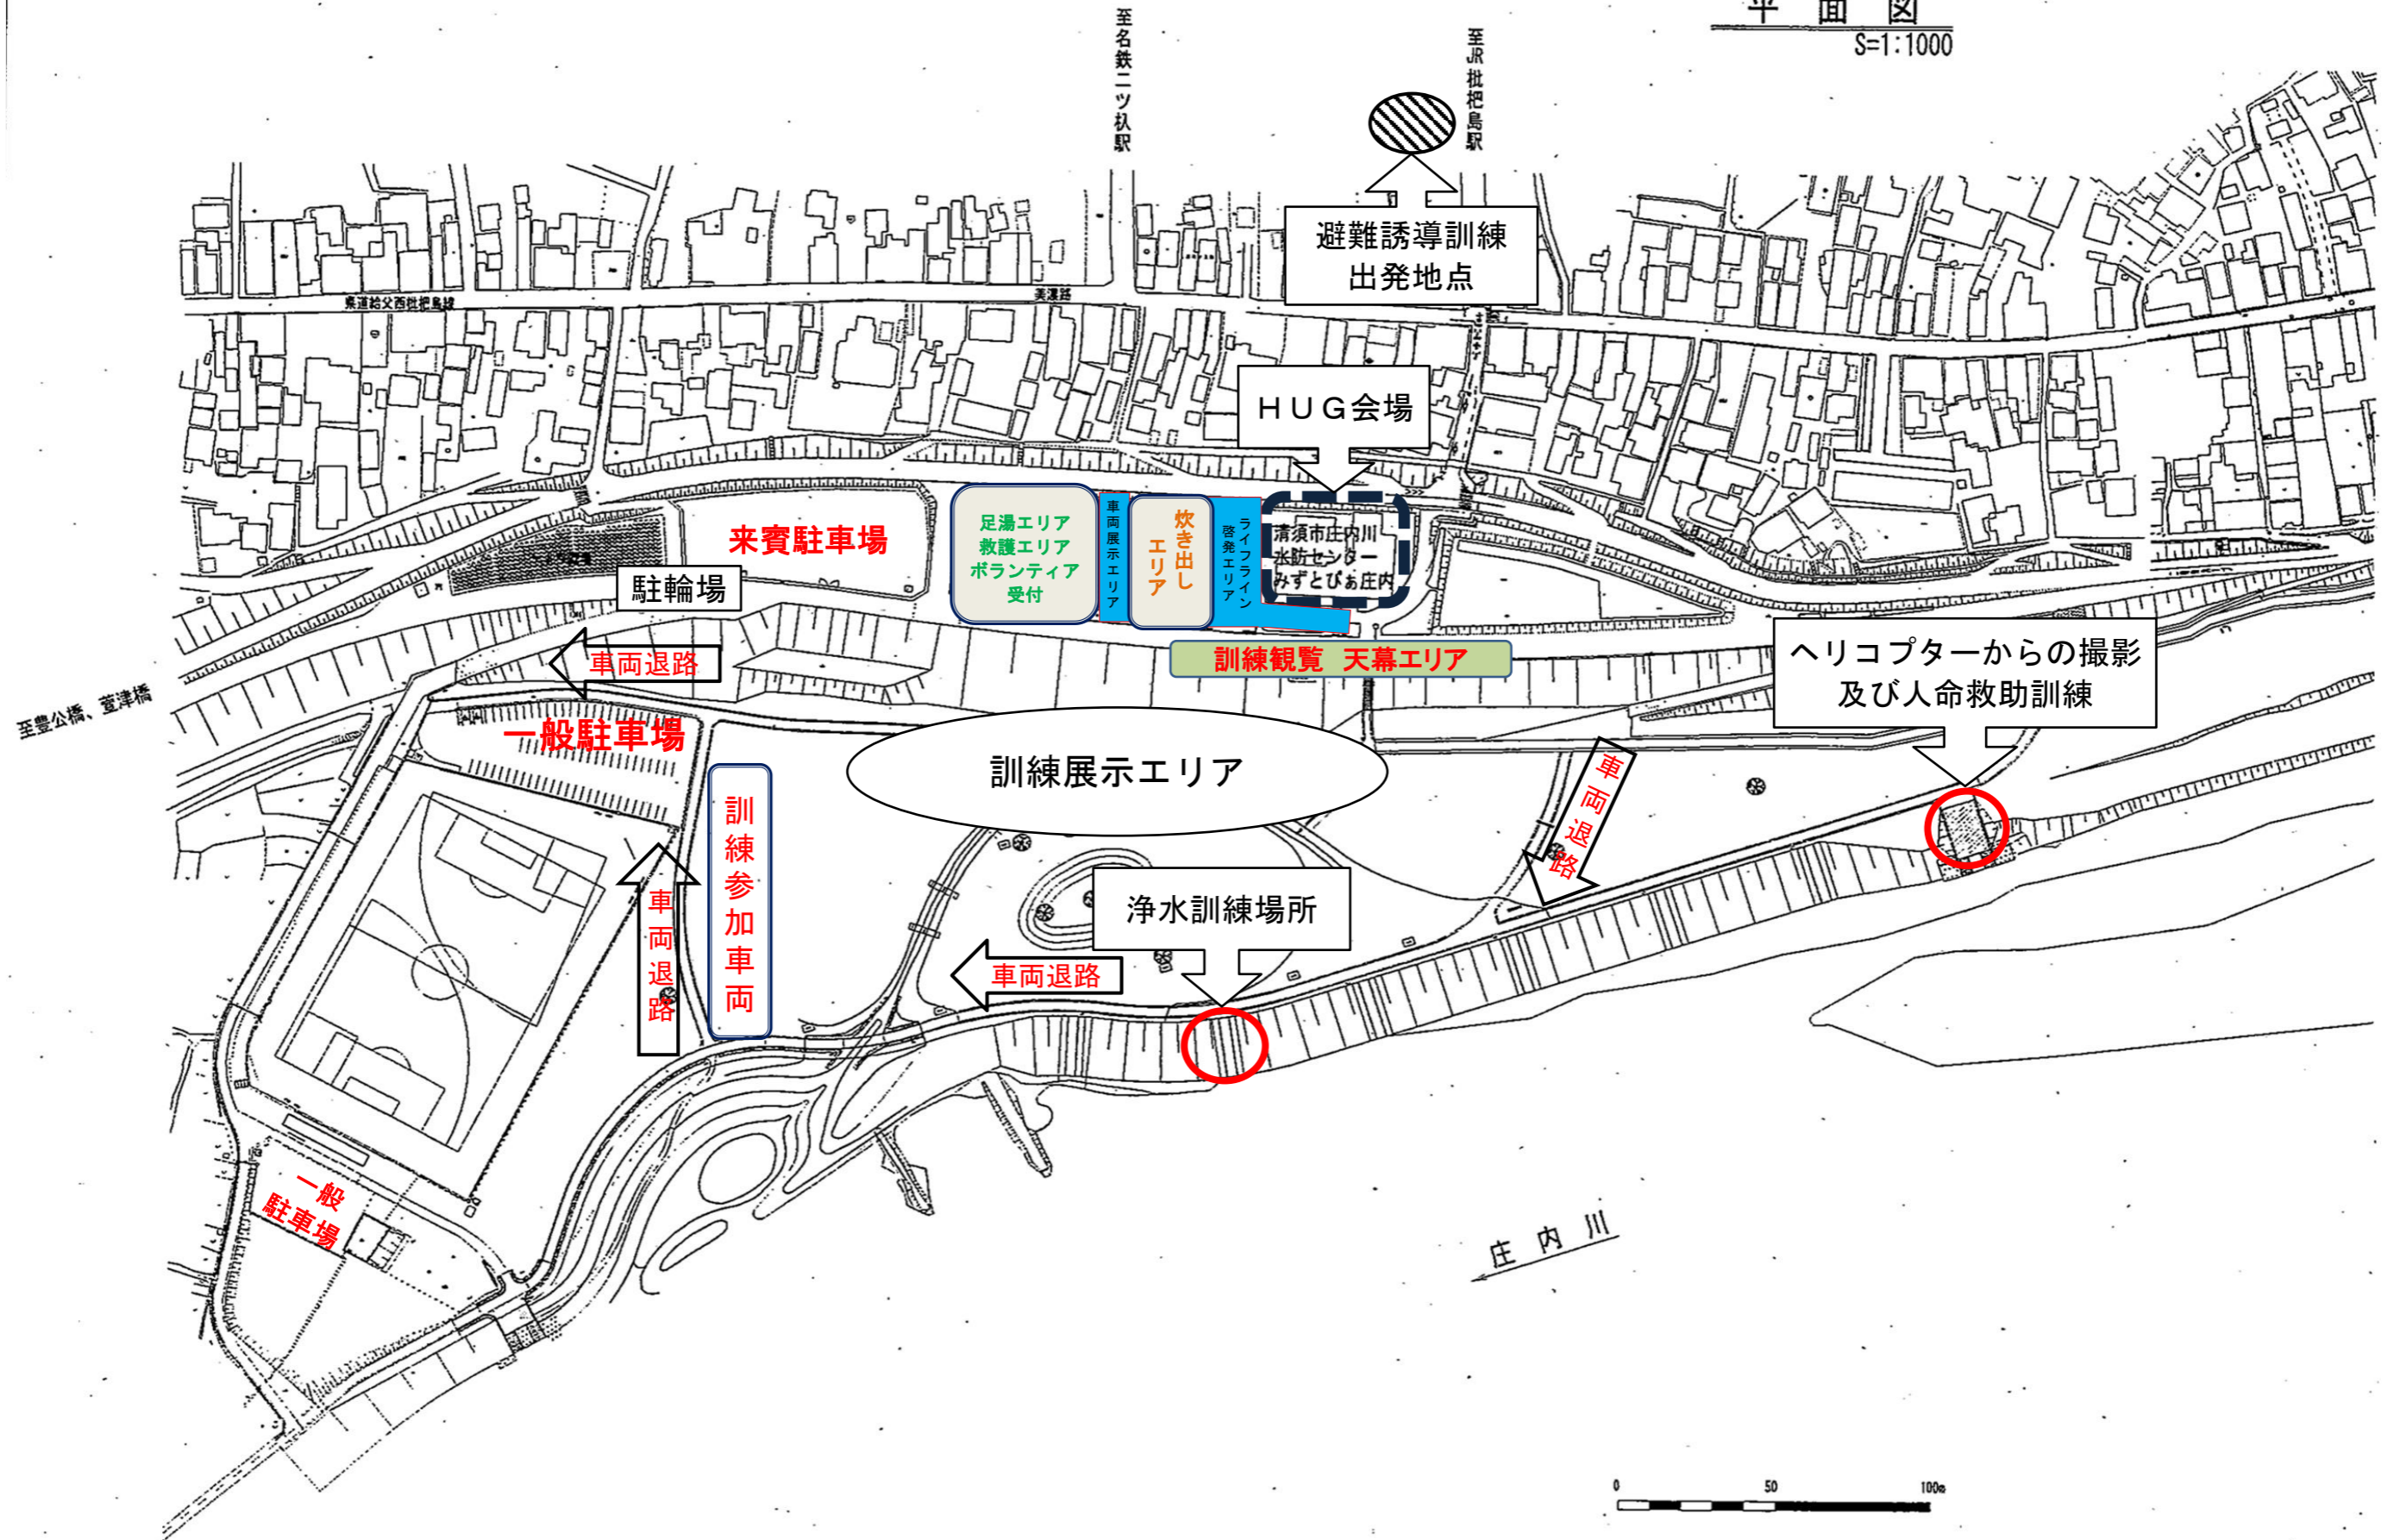 平面図
S=1:1000
至名鉄二ツ杁駅
至JR枇杷島駅
避難誘導訓練
出発地点
県道給父西枇杷島線
美濃路
HUG会場
来賓駐車場
駐輪場
足湯エリア
救護エリア
ボランティア
受付
車両展示エリア
炊き出し
エリア
ライフライン
啓発エリア
清須市庄内川
水防センター
みずとぴぁ庄内
訓練観覧 天幕エリア
ヘリコプターからの撮影
及び人命救助訓練
車両退路
至豊公橋、萱津橋
一般駐車場
訓練展示エリア
車両退路
訓練参加車両
車両退路
浄水訓練場所
車両退路
一般
駐車場
庄内川
0 50 100m